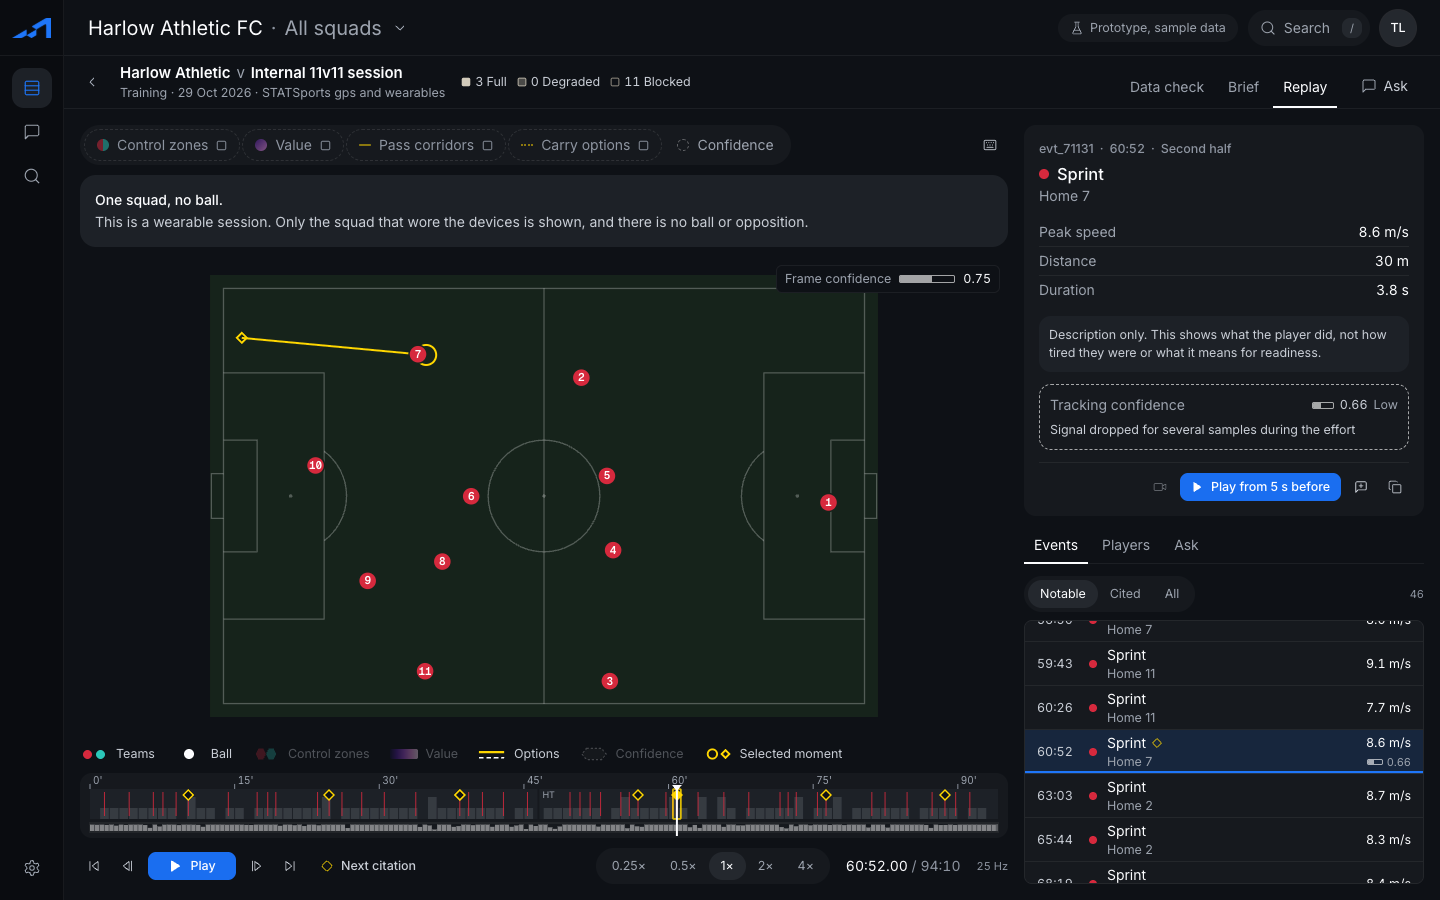 Harlow Athletic FC · All squads
Prototype, sample data
Search /
TL
Harlow Athletic v Internal 11v11 session
Training · 29 Oct 2026 · STATSports gps and wearables
3 Full
0 Degraded
11 Blocked
Data check
Brief
Replay
Ask
Control zones
Value
Pass corridors
Carry options
Confidence
One squad, no ball.
This is a wearable session. Only the squad that wore the devices is shown, and there is no ball or opposition.
Frame confidence 0.75
7
2
10
5
6
1
4
8
9
11
3
Teams
Ball
Control zones
Value
Options
Confidence
Selected moment
0' 15' 30' 45' 60' 75' 90'
HT
Play
Next citation
0.25× 0.5× 1× 2× 4×
60:52.00 / 94:10 25 Hz
evt_71131 · 60:52 · Second half
Sprint
Home 7
Peak speed 8.6 m/s
Distance 30 m
Duration 3.8 s
Description only. This shows what the player did, not how
tired they were or what it means for readiness.
Tracking confidence 0.66 Low
Signal dropped for several samples during the effort
Play from 5 s before
Events Players Ask
Notable Cited All 46
Home 7
59:43 Sprint 9.1 m/s
Home 11
60:26 Sprint 7.7 m/s
Home 11
60:52 Sprint 8.6 m/s
Home 7 0.66
63:03 Sprint 8.7 m/s
Home 2
65:44 Sprint 8.3 m/s
Home 2
Sprint